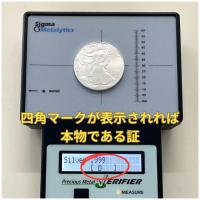 Sigma
Metalytics
四角マークが表示されれば
本物である証
Silver .999
[ 0 ]
Precious Metal VERIFIER
MEASURE